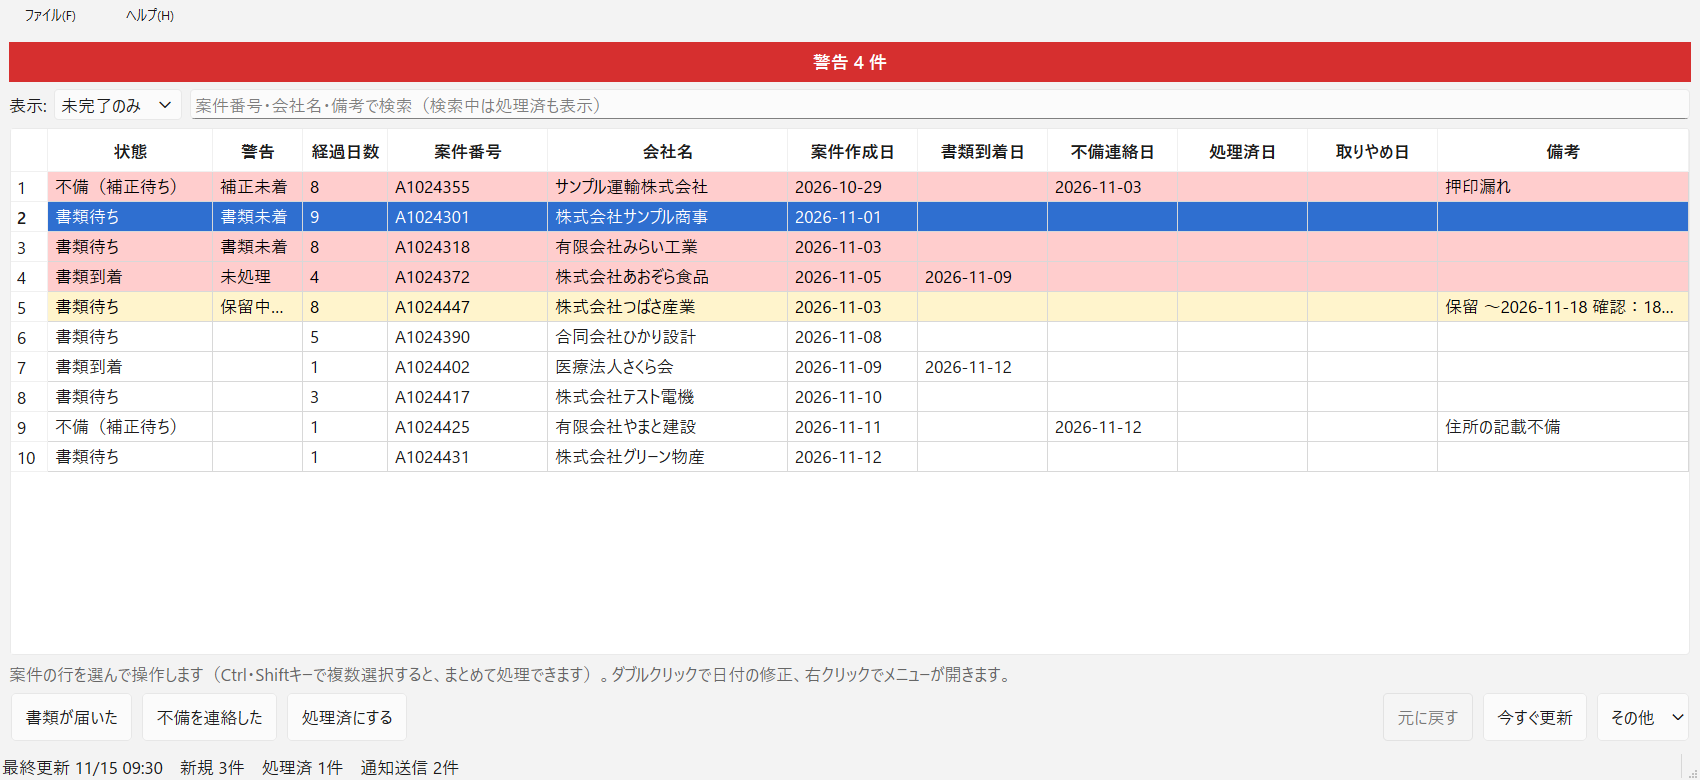 ファイル(F) ヘルプ(H)
警告 4 件
表示: 未完了のみ 案件番号・会社名・備考で検索（検索中は処理済も表示）
状態 警告 経過日数 案件番号 会社名 案件作成日 書類到着日 不備連絡日 処理済日 取りやめ日 備考
1 不備（補正待ち） 補正未着 8 A1024355 サンプル運輸株式会社 2026-10-29 2026-11-03 押印漏れ
2 書類待ち 書類未着 9 A1024301 株式会社サンプル商事 2026-11-01
3 書類待ち 書類未着 8 A1024318 有限会社みらい工業 2026-11-03
4 書類到着 未処理 4 A1024372 株式会社あおぞら食品 2026-11-05 2026-11-09
5 書類待ち 保留中... 8 A1024447 株式会社つばさ産業 2026-11-03 保留 ～2026-11-18 確認：18...
6 書類待ち 5 A1024390 合同会社ひかり設計 2026-11-08
7 書類到着 1 A1024402 医療法人さくら会 2026-11-09 2026-11-12
8 書類待ち 3 A1024417 株式会社テスト電機 2026-11-10
9 不備（補正待ち） 1 A1024425 有限会社やまと建設 2026-11-11 2026-11-12 住所の記載不備
10 書類待ち 1 A1024431 株式会社グリーン物産 2026-11-12
案件の行を選んで操作します（Ctrl・Shiftキーで複数選択すると、まとめて処理できます）。ダブルクリックで日付の修正、右クリックでメニューが開きます。
書類が届いた 不備を連絡した 処理済にする 元に戻す 今すぐ更新 その他
最終更新 11/15 09:30 新規 3件 処理済 1件 通知送信 2件